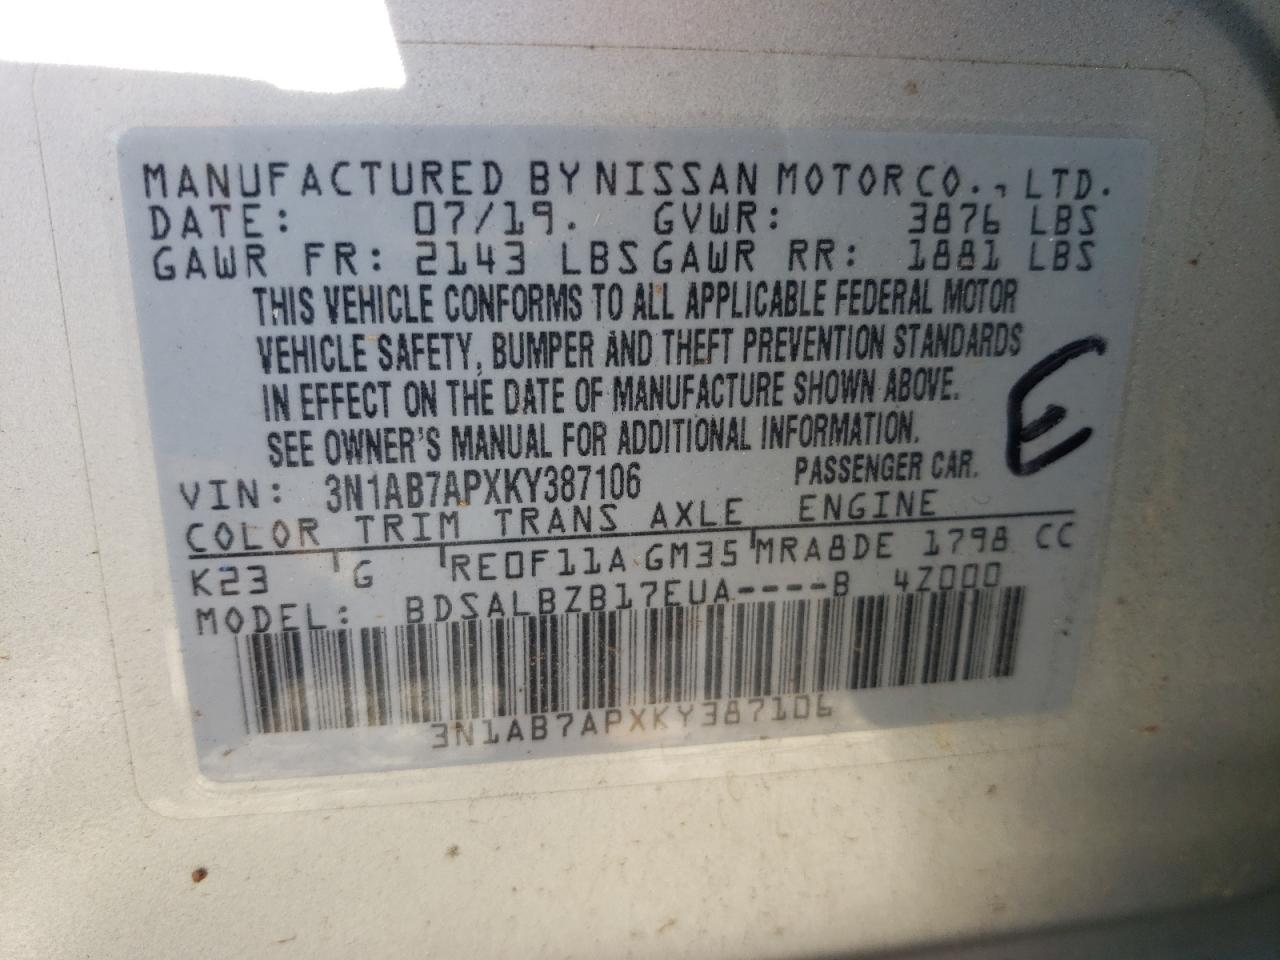 MANUFACTURED BY NISSAN MOTOR CO., LTD.
DATE: 07/19. GVWR: 3876 LBS
GAWR FR: 2143 LBS GAWR RR: 1881 LBS
THIS VEHICLE CONFORMS TO ALL APPLICABLE FEDERAL MOTOR
VEHICLE SAFETY, BUMPER AND THEFT PREVENTION STANDARDS
IN EFFECT ON THE DATE OF MANUFACTURE SHOWN ABOVE.
SEE OWNER'S MANUAL FOR ADDITIONAL INFORMATION.
E
VIN: 3N1AB7APXKY387106 PASSENGER CAR.
COLOR TRIM TRANS AXLE ENGINE
K23 G RE0F11A GM35 MRA8DE 1798 CC
MODEL: BDSALBZB17EUA----B 4Z000
3N1AB7APXKY387106